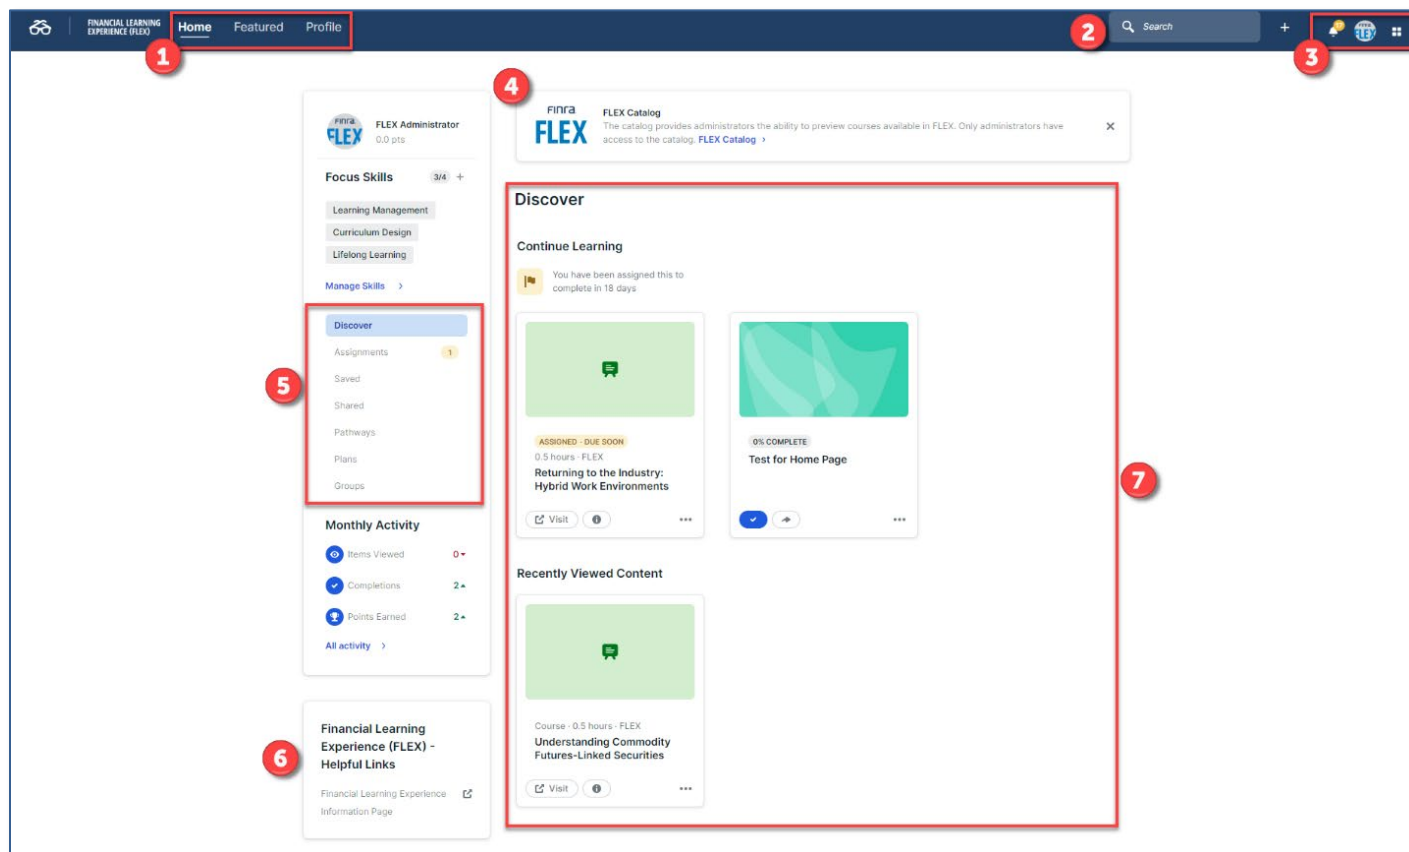 FINANCIAL LEARNING
EXPERIENCE (FLEX)
Home Featured Profile
1
2
Search
+
3
4
Finra
FLEX
FLEX Administrator
0.0 pts
Focus Skills 3/4 +
Learning Management
Curriculum Design
Lifelong Learning
Manage Skills >
5
Discover
Assignments 1
Saved
Shared
Pathways
Plans
Groups
Monthly Activity
Items Viewed 0
Completions 2
Points Earned 2
All activity >
6
Financial Learning
Experience (FLEX) -
Helpful Links
Financial Learning Experience
Information Page
Finra
FLEX
FLEX Catalog
The catalog provides administrators the ability to preview courses available in FLEX. Only administrators have
access to the catalog. FLEX Catalog >
Discover
Continue Learning
You have been assigned this to
complete in 18 days
ASSIGNED · DUE SOON
0.5 hours · FLEX
Returning to the Industry:
Hybrid Work Environments
Visit
0% COMPLETE
Test for Home Page
7
Recently Viewed Content
Course · 0.5 hours · FLEX
Understanding Commodity
Futures-Linked Securities
Visit